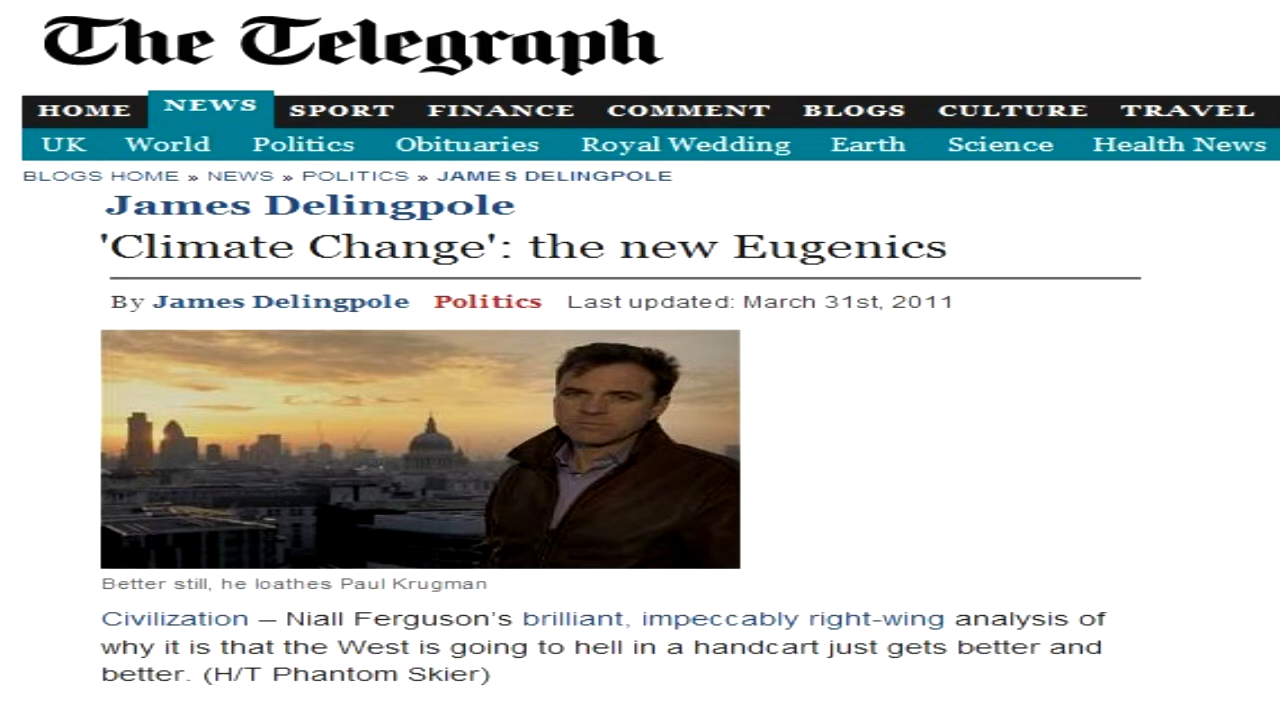 The Telegraph
HOME NEWS SPORT FINANCE COMMENT BLOGS CULTURE TRAVEL
UK World Politics Obituaries Royal Wedding Earth Science Health News
BLOGS HOME » NEWS » POLITICS » JAMES DELINGPOLE
James Delingpole
'Climate Change': the new Eugenics
By James Delingpole Politics Last updated: March 31st, 2011
Better still, he loathes Paul Krugman
Civilization – Niall Ferguson’s brilliant, impeccably right-wing analysis of
why it is that the West is going to hell in a handcart just gets better and
better. (H/T Phantom Skier)